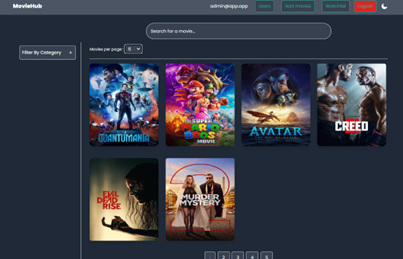 MovieHub
admin@app.app
Users
Add movies
Watchlist
Logout
Search for a movie...
Filter By Category +
Movies per page: 6
QUANTUMANIA
THE SUPER
MARIO
BROS
MOVIE
AVATAR
CREED
EVIL
DEAD
RISE
MURDER
MYSTERY
2
2 3 4 5